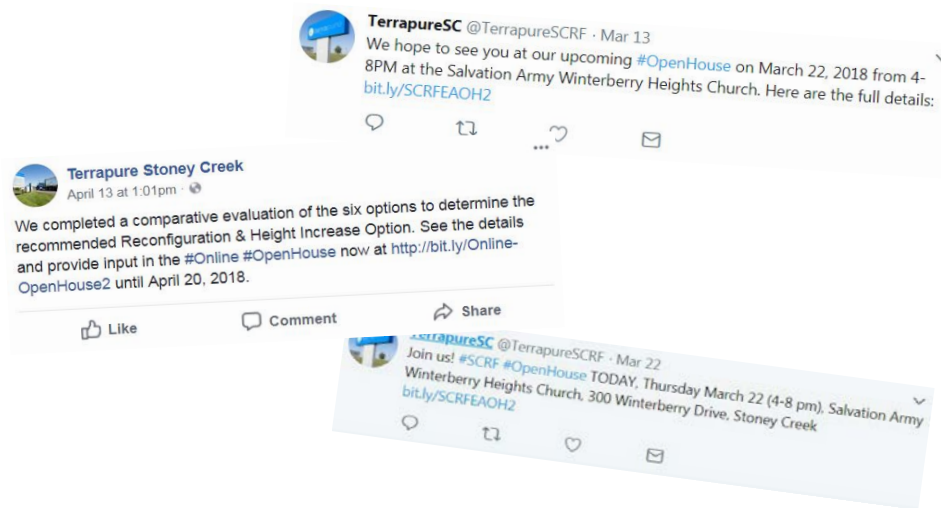 TerrapureSC @TerrapureSCRF · Mar 13
We hope to see you at our upcoming #OpenHouse on March 22, 2018 from 4-
8PM at the Salvation Army Winterberry Heights Church. Here are the full details:
bit.ly/SCRFEAOH2
Terrapure Stoney Creek
April 13 at 1:01pm ·
We completed a comparative evaluation of the six options to determine the
recommended Reconfiguration & Height Increase Option. See the details
and provide input in the #Online #OpenHouse now at http://bit.ly/Online-
OpenHouse2 until April 20, 2018.
Like Comment Share
TerrapureSC @TerrapureSCRF · Mar 22
Join us! #SCRF #OpenHouse TODAY, Thursday March 22 (4-8 pm), Salvation Army
Winterberry Heights Church, 300 Winterberry Drive, Stoney Creek
bit.ly/SCRFEAOH2